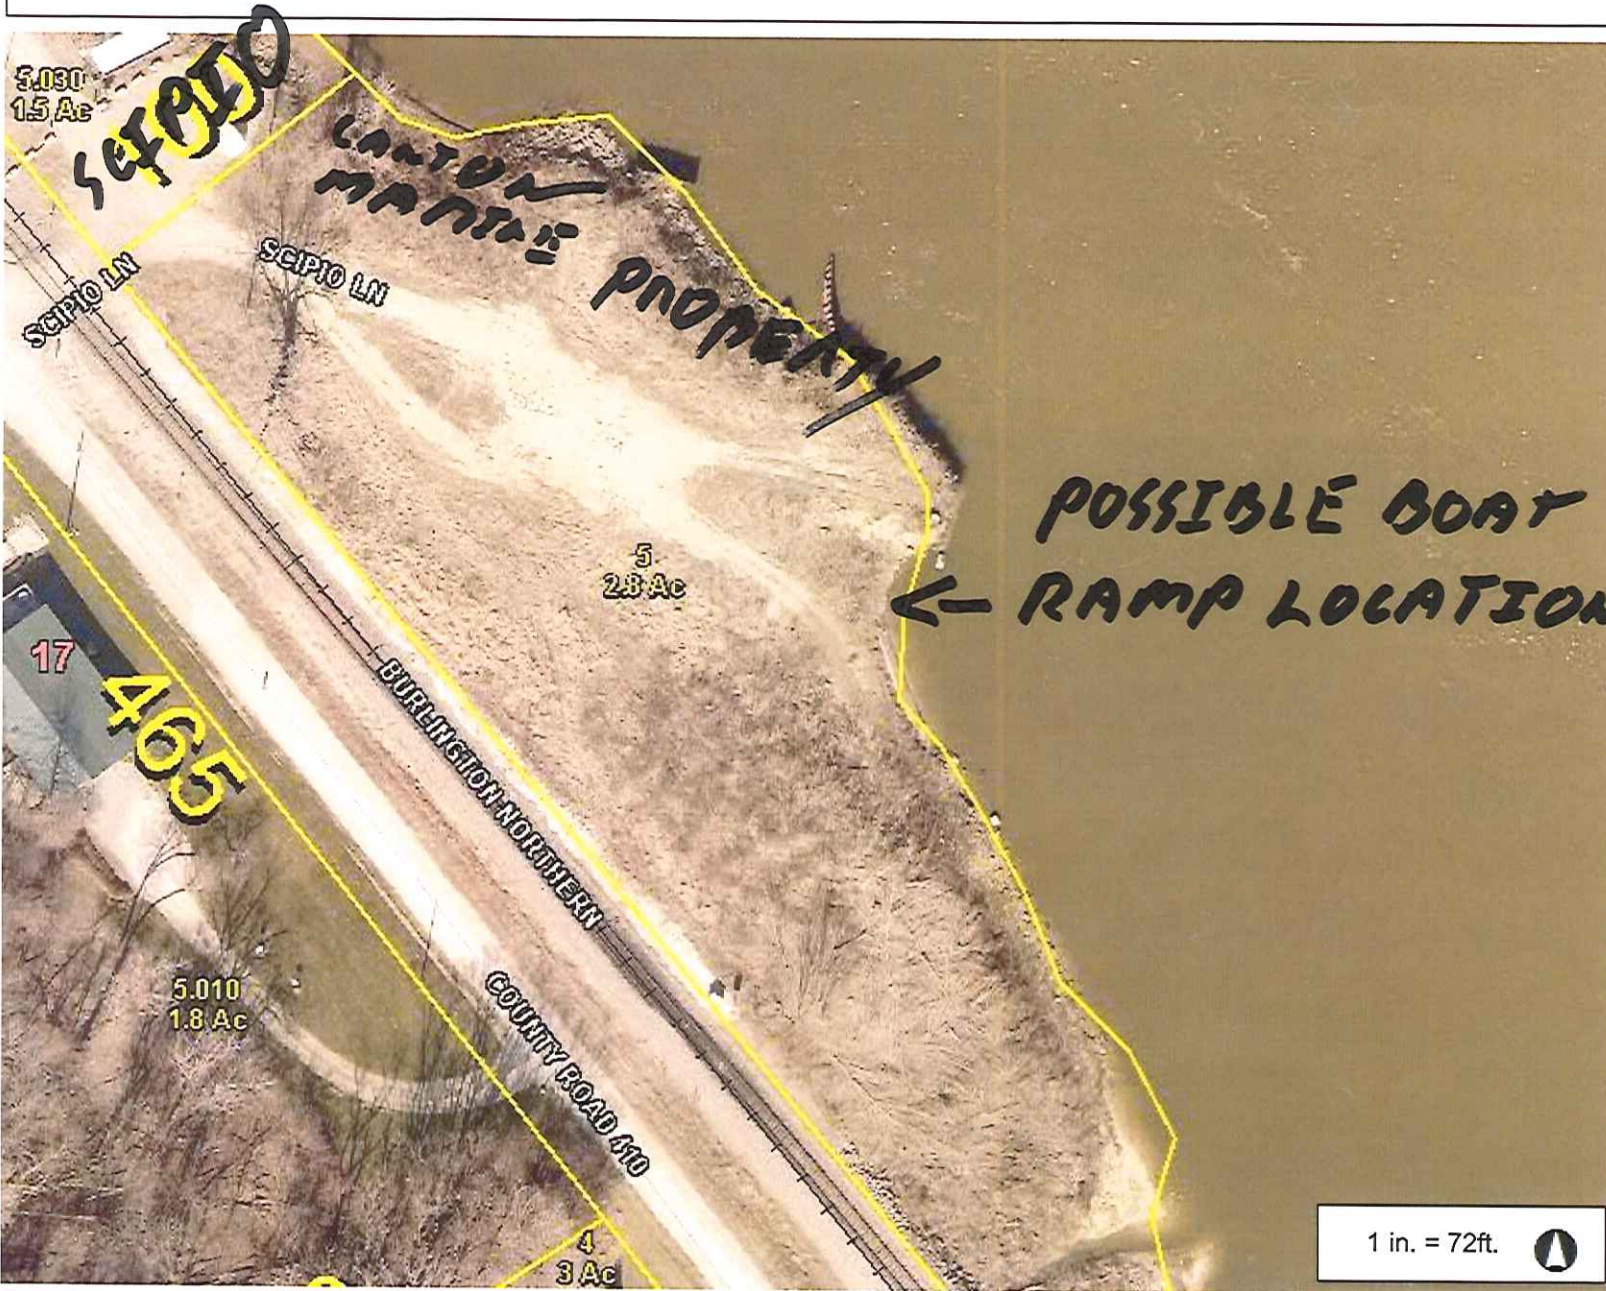 5.030
1.5 Ac
SCIPIO
CANTON
MARINE
PROPERTY
SCIPIO LN
SCIPIO LN
POSSIBLE BOAT
← RAMP LOCATION
5
2.8 Ac
17
465
BURLINGTON NORTHERN
5.010
1.8 Ac
COUNTY ROAD 410
4
3 Ac
1 in. = 72ft.